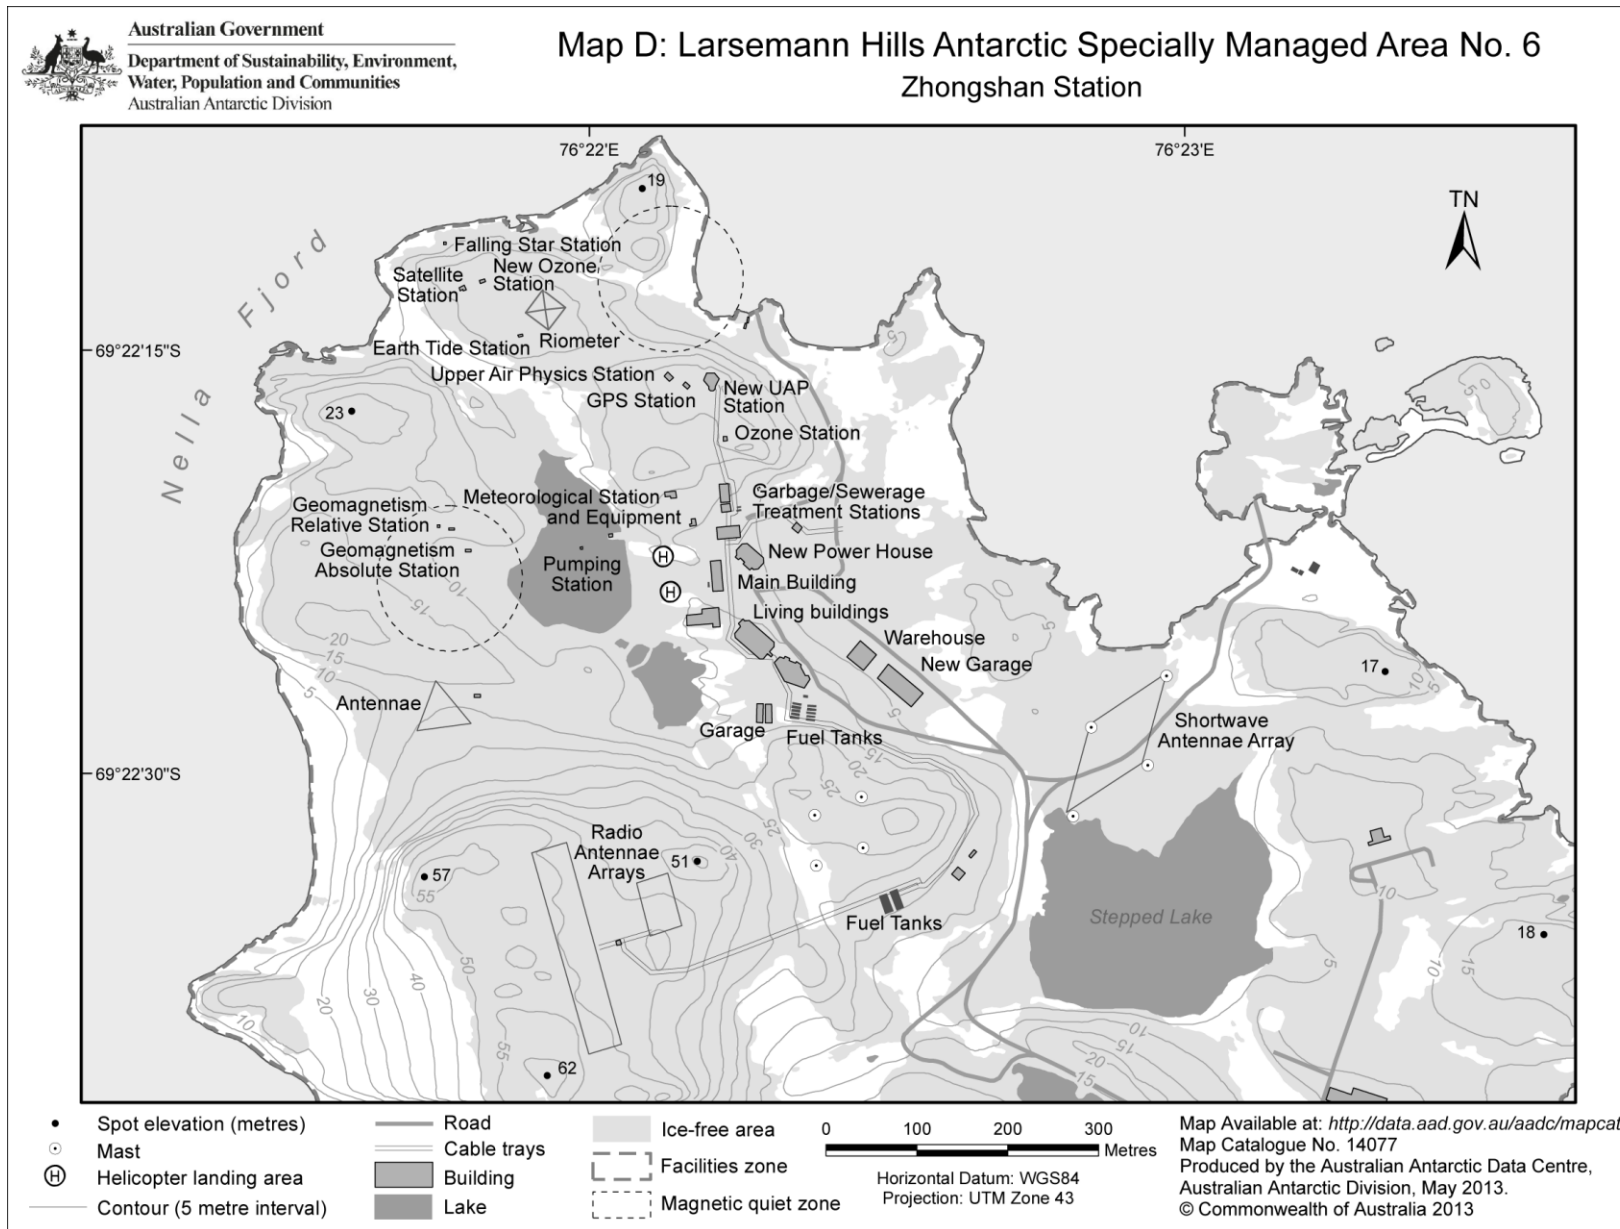 Australian Government
Department of Sustainability, Environment,
Water, Population and Communities
Australian Antarctic Division
Map D: Larsemann Hills Antarctic Specially Managed Area No. 6
Zhongshan Station
76°22'E
76°23'E
TN
19
Nella Fjord
Falling Star Station
New Ozone
Station
Satellite
Station
Earth Tide Station
Riometer
69°22'15"S
Upper Air Physics Station
GPS Station
New UAP
Station
23
Ozone Station
5
5
Meteorological Station
and Equipment
Garbage/Sewerage
Treatment Stations
Geomagnetism
Relative Station
Geomagnetism
Absolute Station
H
H
Pumping
Station
New Power House
Main Building
Living buildings
10
15
20
15
10
5
Warehouse
New Garage
5
5
17
10
5
Antennae
Garage
Fuel Tanks
Shortwave
Antennae Array
69°22'30"S
15
20
25
25
30
40
Radio
Antennae
Arrays
51
57
55
Fuel Tanks
Stepped Lake
10
18
50
40
30
20
10
55
62
5
10
15
10
15
20
15
Spot elevation (metres)
Mast
H
Helicopter landing area
Contour (5 metre interval)
Road
Cable trays
Building
Lake
Ice-free area
Facilities zone
Magnetic quiet zone
0 100 200 300
Metres
Horizontal Datum: WGS84
Projection: UTM Zone 43
Map Available at: http://data.aad.gov.au/aadc/mapcat
Map Catalogue No. 14077
Produced by the Australian Antarctic Data Centre,
Australian Antarctic Division, May 2013.
© Commonwealth of Australia 2013